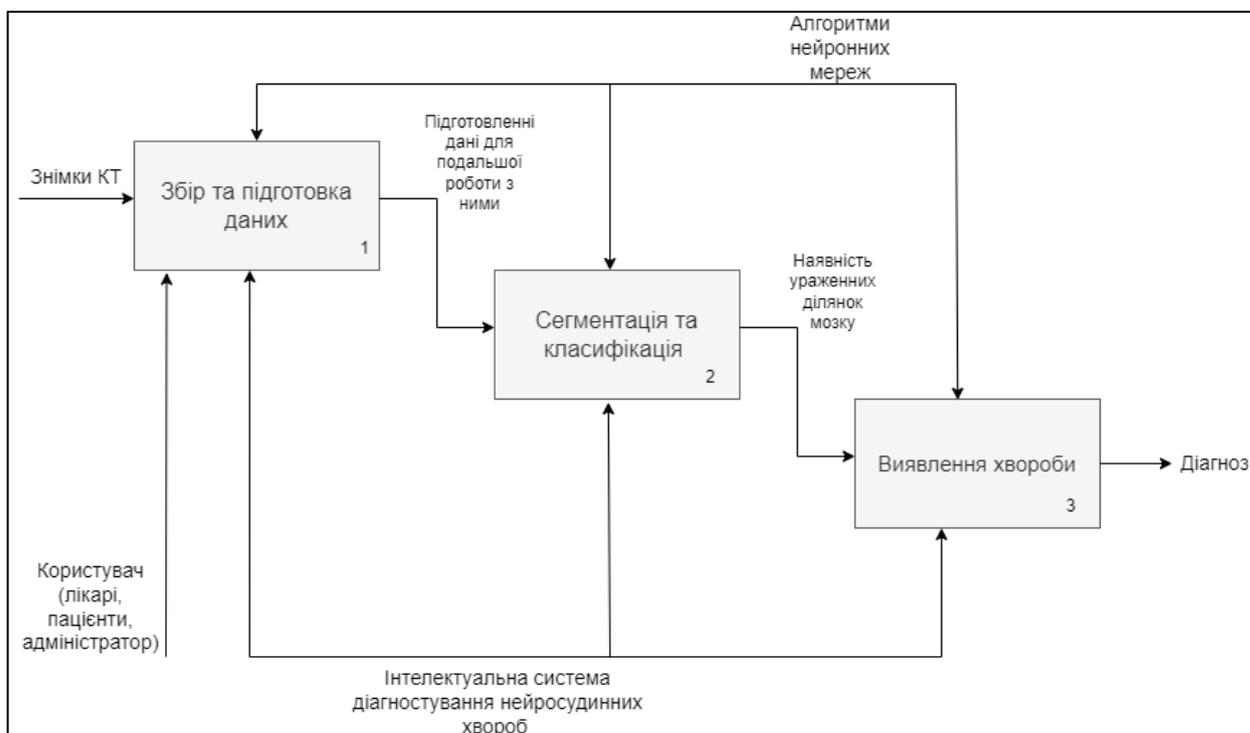 Алгоритми
нейронних
мереж
Знімки КТ
Збір та підготовка
даних
1
Підготовленні
дані для
подальшої
роботи з
ними
Сегментація та
класифікація
2
Наявність
ураженних
ділянок
мозку
Виявлення хвороби
3
Діагноз
Користувач
(лікарі,
пацієнти,
адміністратор)
Інтелектуальна система
діагностування нейросудинних
хвороб